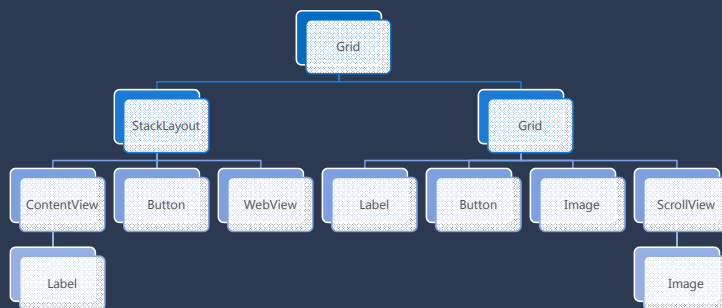 Grid
StackLayout
Grid
ContentView
Button
WebView
Label
Button
Image
ScrollView
Label
Image